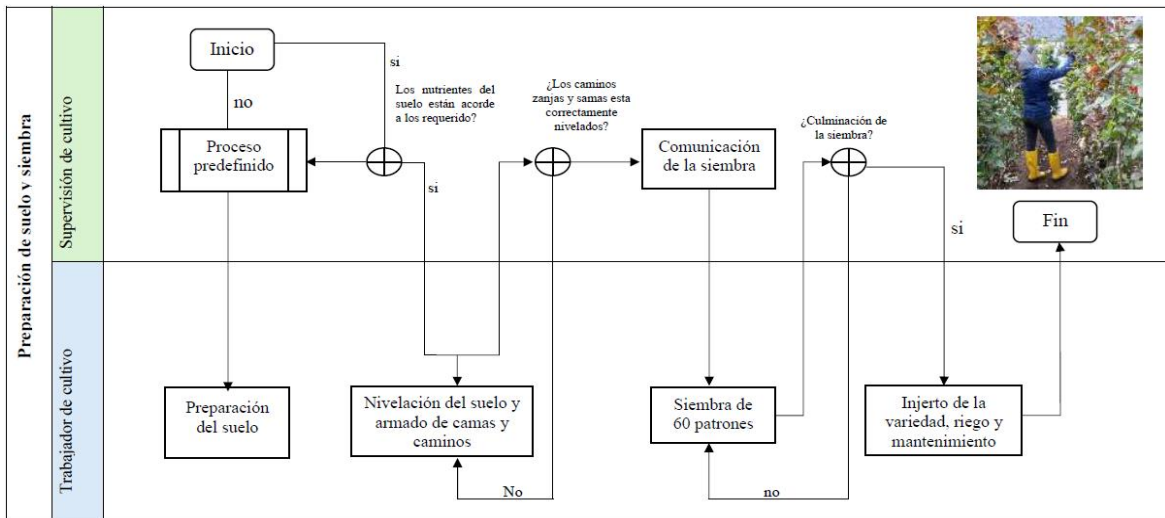 Preparación de suelo y siembra
Supervisión de cultivo
Trabajador de cultivo
Inicio
si
no
Los nutrientes del
suelo están acorde
a los requerido?
¿Los caminos
zanjas y samas esta
correctamente
nivelados?
¿Culminación de
la siembra?
Proceso
predefinido
si
Comunicación
de la siembra
si
Fin
Preparación
del suelo
Nivelación del suelo y
armado de camas y
caminos
Siembra de
60 patrones
Injerto de la
variedad, riego y
mantenimiento
No
no